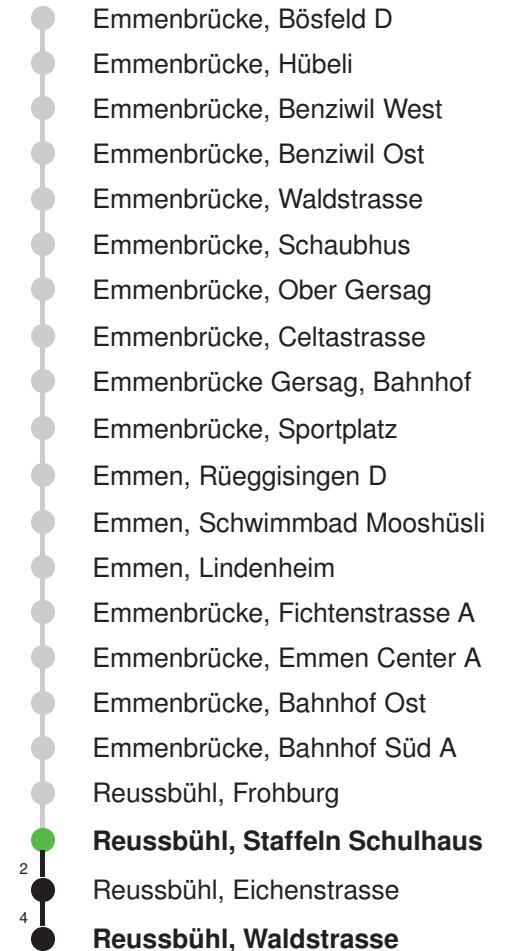 Emmenbrücke, Bösfeld D
Emmenbrücke, Hübeli
Emmenbrücke, Benziwil West
Emmenbrücke, Benziwil Ost
Emmenbrücke, Waldstrasse
Emmenbrücke, Schaubhus
Emmenbrücke, Ober Gersag
Emmenbrücke, Celtastrasse
Emmenbrücke Gersag, Bahnhof
Emmenbrücke, Sportplatz
Emmen, Rüeggisingen D
Emmen, Schwimmbad Mooshüsli
Emmen, Lindenheim
Emmenbrücke, Fichtenstrasse A
Emmenbrücke, Emmen Center A
Emmenbrücke, Bahnhof Ost
Emmenbrücke, Bahnhof Süd A
Reussbühl, Frohburg
Reussbühl, Staffeln Schulhaus
2
Reussbühl, Eichenstrasse
4
Reussbühl, Waldstrasse